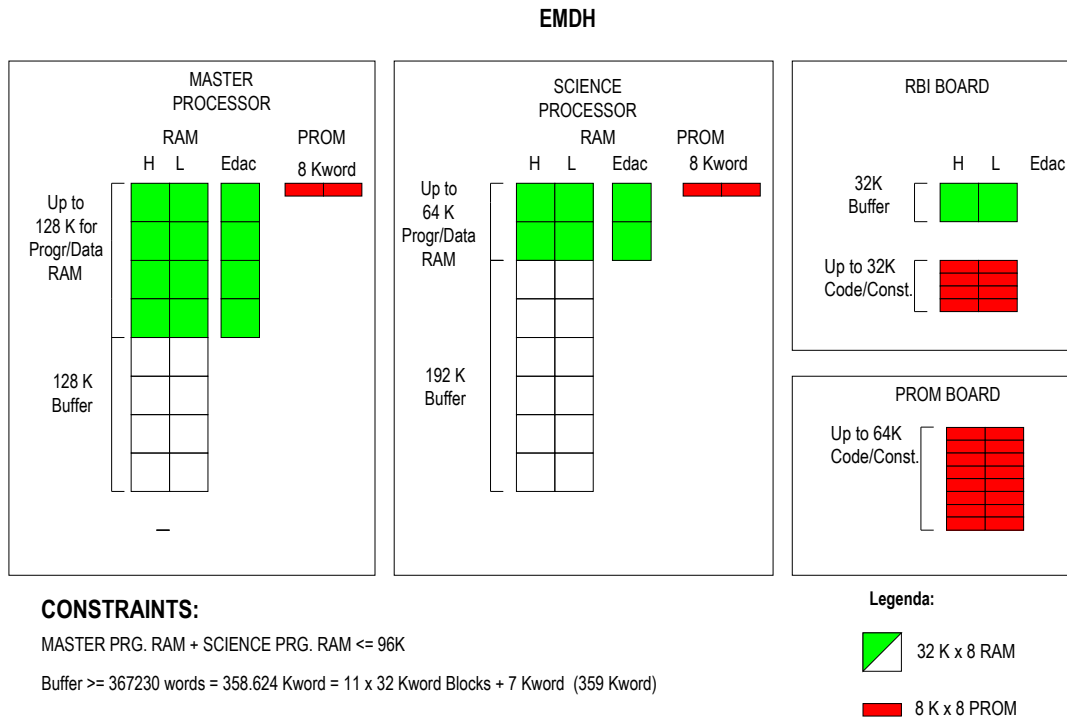 EMDH
MASTER
PROCESSOR
RAM PROM
H L Edac 8 Kword
Up to
128 K for
Progr/Data
RAM
128 K
Buffer
–
SCIENCE
PROCESSOR
RAM PROM
H L Edac 8 Kword
Up to
64 K
Progr/Data
RAM
192 K
Buffer
RBI BOARD
H L Edac
32K
Buffer
Up to 32K
Code/Const.
PROM BOARD
Up to 64K
Code/Const.
CONSTRAINTS:
MASTER PRG. RAM + SCIENCE PRG. RAM <= 96K
Buffer >= 367230 words = 358.624 Kword = 11 x 32 Kword Blocks + 7 Kword (359 Kword)
Legenda:
32 K x 8 RAM
8 K x 8 PROM